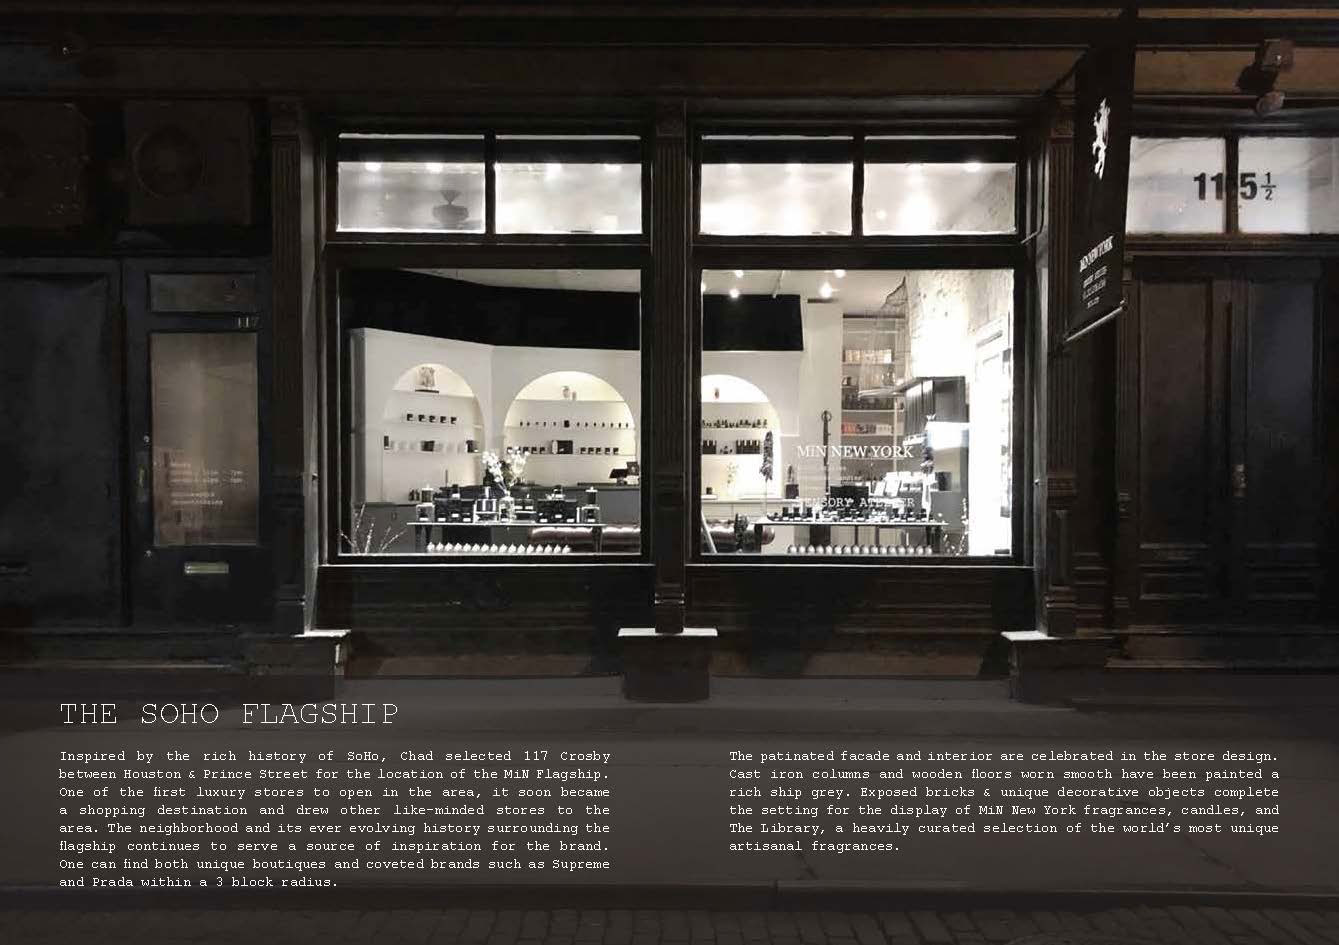 115½
MiN NEW YORK
117
MiN NEW YORK
SENSORY ATELIER
THE SOHO FLAGSHIP
Inspired by the rich history of SoHo, Chad selected 117 Crosby
between Houston & Prince Street for the location of the MiN Flagship.
One of the first luxury stores to open in the area, it soon became
a shopping destination and drew other like-minded stores to the
area. The neighborhood and its ever evolving history surrounding the
flagship continues to serve a source of inspiration for the brand.
One can find both unique boutiques and coveted brands such as Supreme
and Prada within a 3 block radius.
The patinated facade and interior are celebrated in the store design.
Cast iron columns and wooden floors worn smooth have been painted a
rich ship grey. Exposed bricks & unique decorative objects complete
the setting for the display of MiN New York fragrances, candles, and
The Library, a heavily curated selection of the world's most unique
artisanal fragrances.